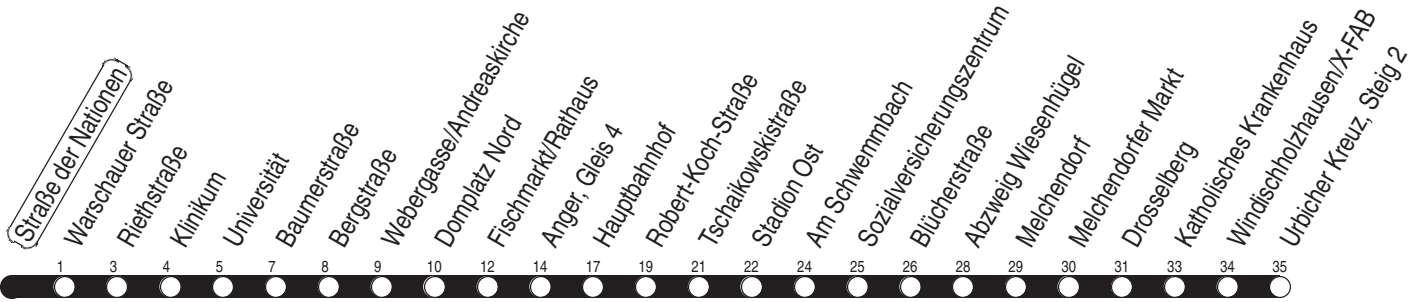 Straße der Nationen
Warschauer Straße
Riethstraße
Klinikum
Universität
Baumerstraße
Bergstraße
Webergasse/Andreaskirche
Domplatz Nord
Fischmarkt/Rathaus
Anger, Gleis 4
Hauptbahnhof
Robert-Koch-Straße
Tschaikowskistraße
Stadion Ost
Am Schwemmbach
Sozialversicherungszentrum
Blücherstraße
Abzweig Wiesenhügel
Melchendorf
Melchendorfer Markt
Drosselberg
Katholisches Krankenhaus
Windischholzhausen/X-FAB
Urbicher Kreuz, Steig 2
1 3 4 5 7 8 9 10 12 14 17 19 21 22 24 25 26 28 29 30 31 33 34 35